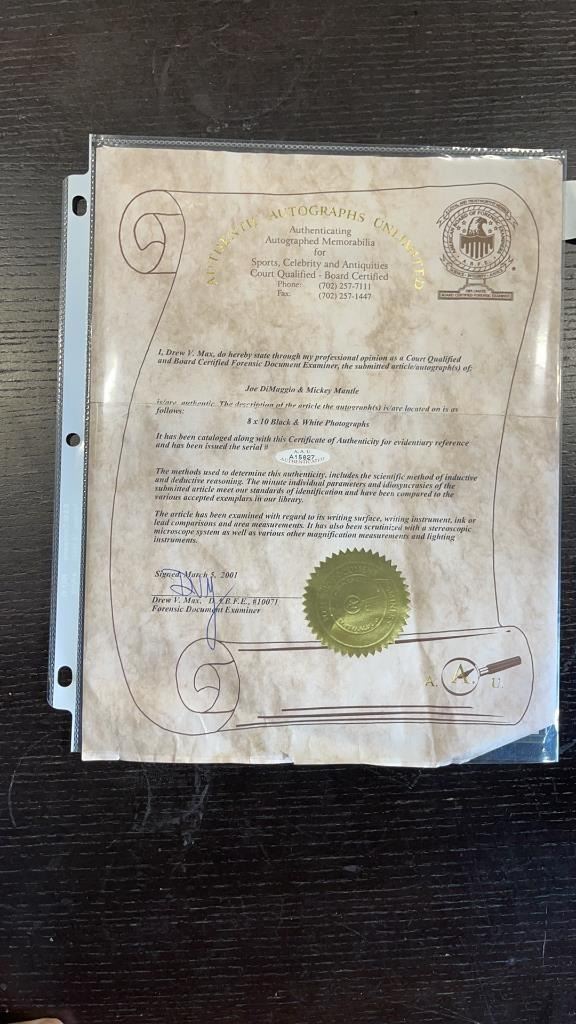 AUTHENTIC AUTOGRAPHS UNLIMITED
Authenticating
Autographed Memorabilia
for
Sports, Celebrity and Antiquities
Court Qualified - Board Certified
Phone: (702) 257-7111
Fax: (702) 257-1447
DIPLOMATE
BOARD CERTIFIED FORENSIC EXAMINER
I, Drew V. Max, do hereby state through my professional opinion as a Court Qualified
and Board Certified Forensic Document Examiner, the submitted article/autograph(s) of:
Joe DiMaggio & Mickey Mantle
is/are authentic. The description of the article the autograph(s) is/are located on is as
follows:
8 x 10 Black & White Photographs
It has been cataloged along with this Certificate of Authenticity for evidentiary reference
and has been issued the serial #
A.A.U.
A15827
AUTHENTICATED
The methods used to determine this authenticity, includes the scientific method of inductive
and deductive reasoning. The minute individual parameters and idiosyncrasies of the
submitted article meet our standards of identification and have been compared to the
various accepted exemplars in our library.
The article has been examined with regard to its writing surface, writing instrument, ink or
lead comparisons and area measurements. It has also been scrutinized with a stereoscopic
microscope system as well as various other magnification measurements and lighting
instruments.
Signed, March 5, 2001
Drew V. Max, D.A.B.F.E., #10071
Forensic Document Examiner
A. A. U.